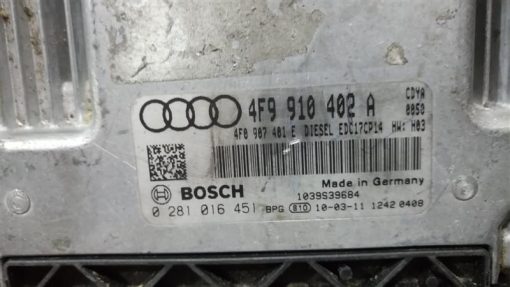 4F9 910 402 A CDYA
0050
4F0 907 401 E DIESEL EDC17CP14 HW: H03
Made in Germany
BOSCH 1039S39684
0 281 016 451 BPG 810 10-03-11 1242 0408